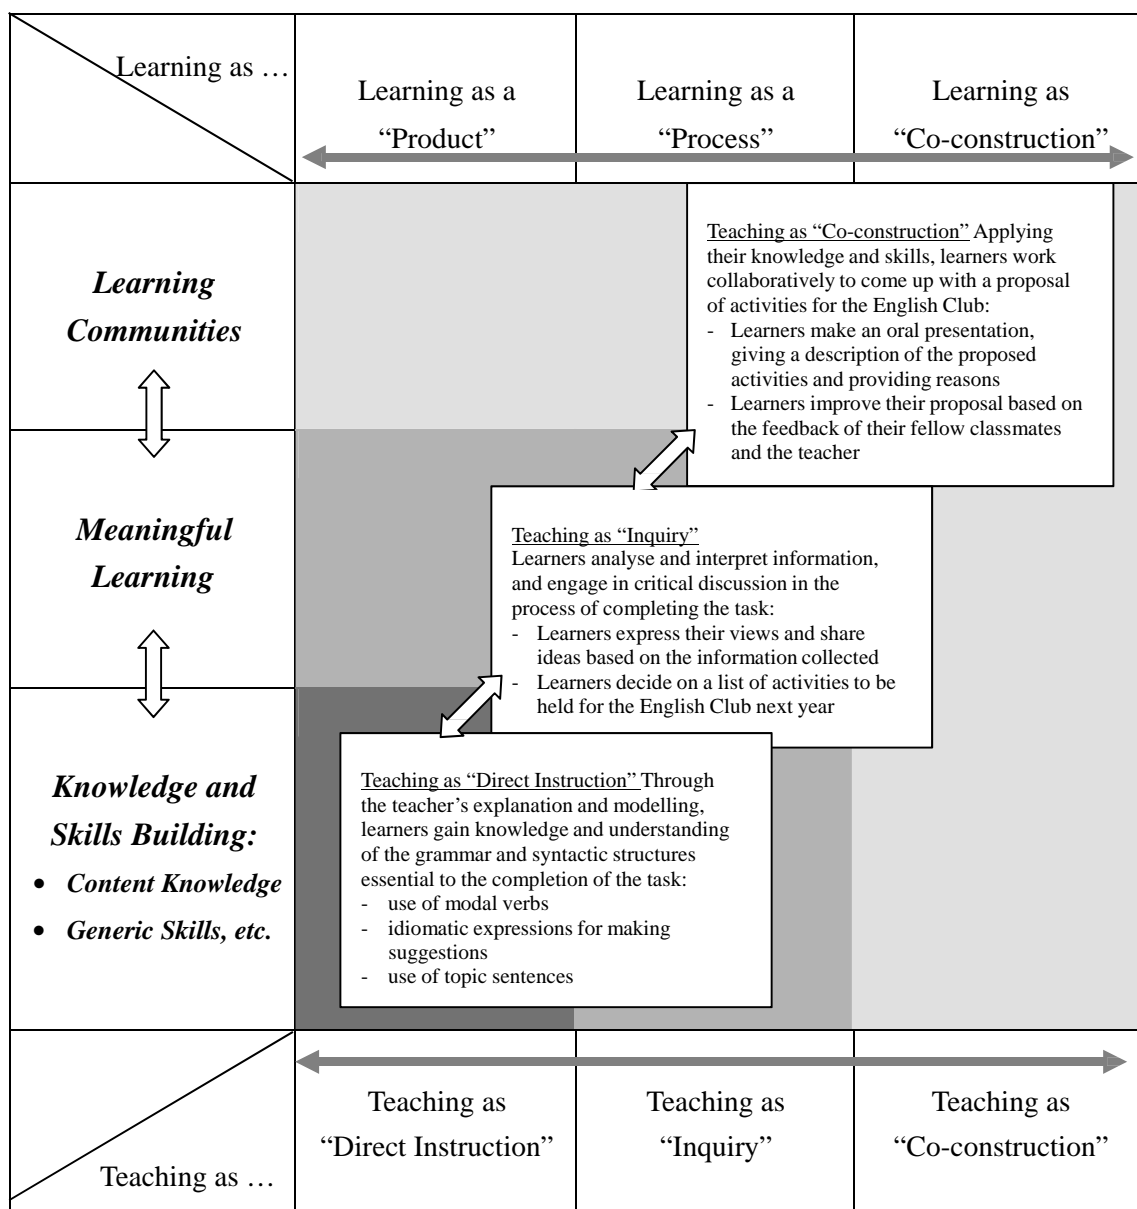 Learning as …
Learning as a
“Product”
Learning as a
“Process”
Learning as
“Co-construction”
Learning
Communities
Teaching as “Co-construction” Applying
their knowledge and skills, learners work
collaboratively to come up with a proposal
of activities for the English Club:
- Learners make an oral presentation,
giving a description of the proposed
activities and providing reasons
- Learners improve their proposal based on
the feedback of their fellow classmates
and the teacher
Meaningful
Learning
Teaching as “Inquiry”
Learners analyse and interpret information,
and engage in critical discussion in the
process of completing the task:
- Learners express their views and share
ideas based on the information collected
- Learners decide on a list of activities to be
held for the English Club next year
Knowledge and
Skills Building:
• Content Knowledge
• Generic Skills, etc.
Teaching as “Direct Instruction” Through
the teacher’s explanation and modelling,
learners gain knowledge and understanding
of the grammar and syntactic structures
essential to the completion of the task:
- use of modal verbs
- idiomatic expressions for making
suggestions
- use of topic sentences
Teaching as …
Teaching as
“Direct Instruction”
Teaching as
“Inquiry”
Teaching as
“Co-construction”